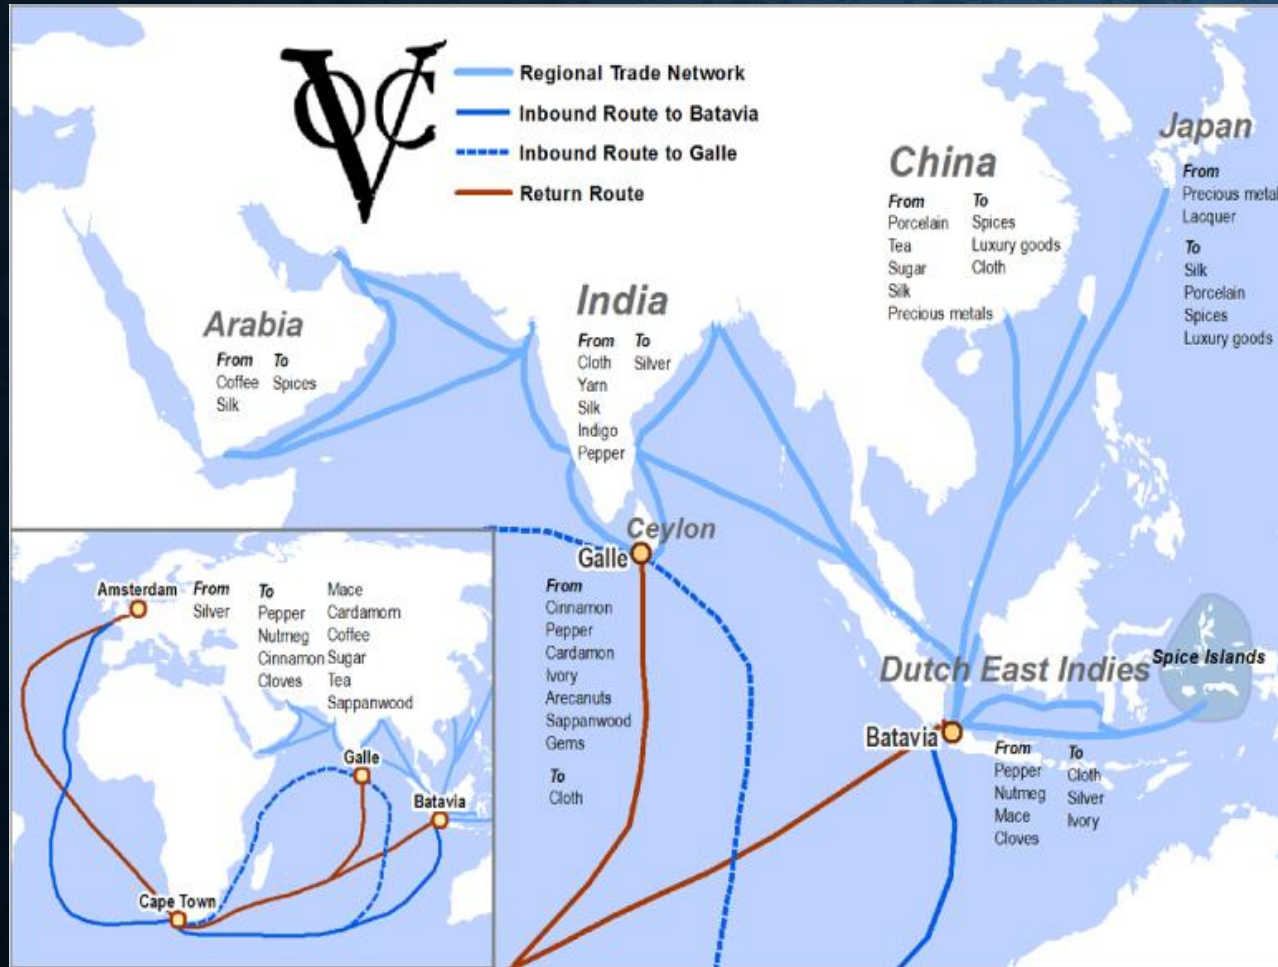 VOC
Regional Trade Network
Inbound Route to Batavia
Inbound Route to Galle
Return Route
Japan
From
Precious metal
Lacquer
To
Silk
Porcelain
Spices
Luxury goods
China
From
Porcelain
Tea
Sugar
Silk
Precious metals
To
Spices
Luxury goods
Cloth
India
From
Cloth
Yarn
Silk
Indigo
Pepper
To
Silver
Arabia
From
Coffee
Silk
To
Spices
Ceylon
Galle
From
Cinnamon
Pepper
Cardamon
Ivory
Arecanuts
Sappanwood
Gems
To
Cloth
Dutch East Indies
Spice Islands
Batavia
From
Pepper
Nutmeg
Mace
Cloves
To
Cloth
Silver
Ivory
Amsterdam
From
Silver
To
Pepper
Nutmeg
Cinnamon
Cloves
Mace
Cardamom
Coffee
Sugar
Tea
Sappanwood
Galle
Batavia
Cape Town